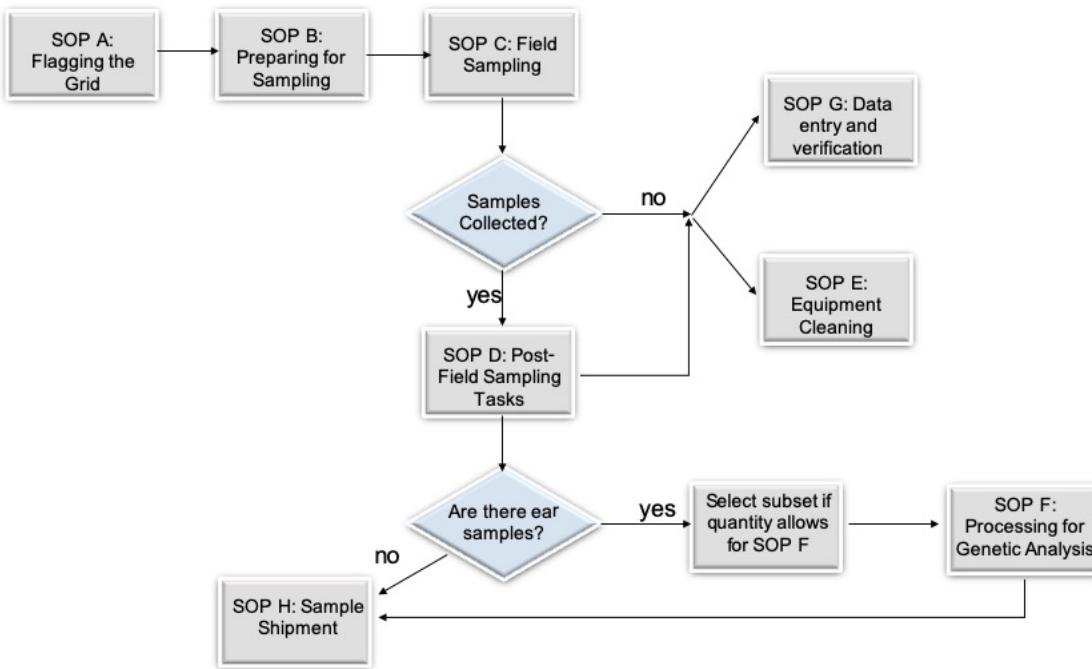 SOP A:
Flagging the
Grid
SOP B:
Preparing for
Sampling
SOP C: Field
Sampling
SOP G: Data
entry and
verification
Samples
Collected?
no
SOP E:
Equipment
Cleaning
yes
SOP D: Post-
Field Sampling
Tasks
Are there ear
samples?
yes
Select subset if
quantity allows
for SOP F
SOP F:
Processing for
Genetic Analysis
no
SOP H: Sample
Shipment